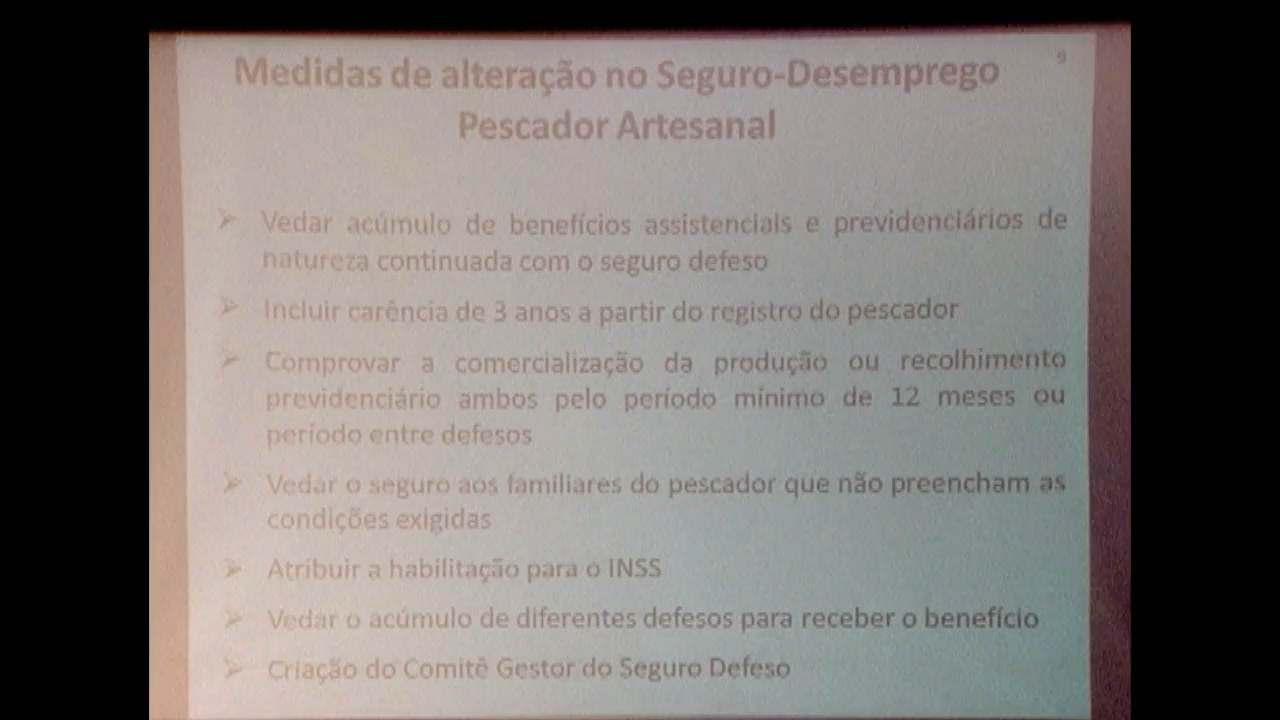 9
Medidas de alteração no Seguro-Desemprego
Pescador Artesanal
➢ Vedar acúmulo de benefícios assistenciais e previdenciários de
natureza continuada com o seguro defeso
➢ Incluir carência de 3 anos a partir do registro do pescador
➢ Comprovar a comercialização da produção ou recolhimento
previdenciário ambos pelo período mínimo de 12 meses ou
período entre defesos
➢ Vedar o seguro aos familiares do pescador que não preencham as
condições exigidas
➢ Atribuir a habilitação para o INSS
➢ Vedar o acúmulo de diferentes defesos para receber o benefício
➢ Criação do Comitê Gestor do Seguro Defeso